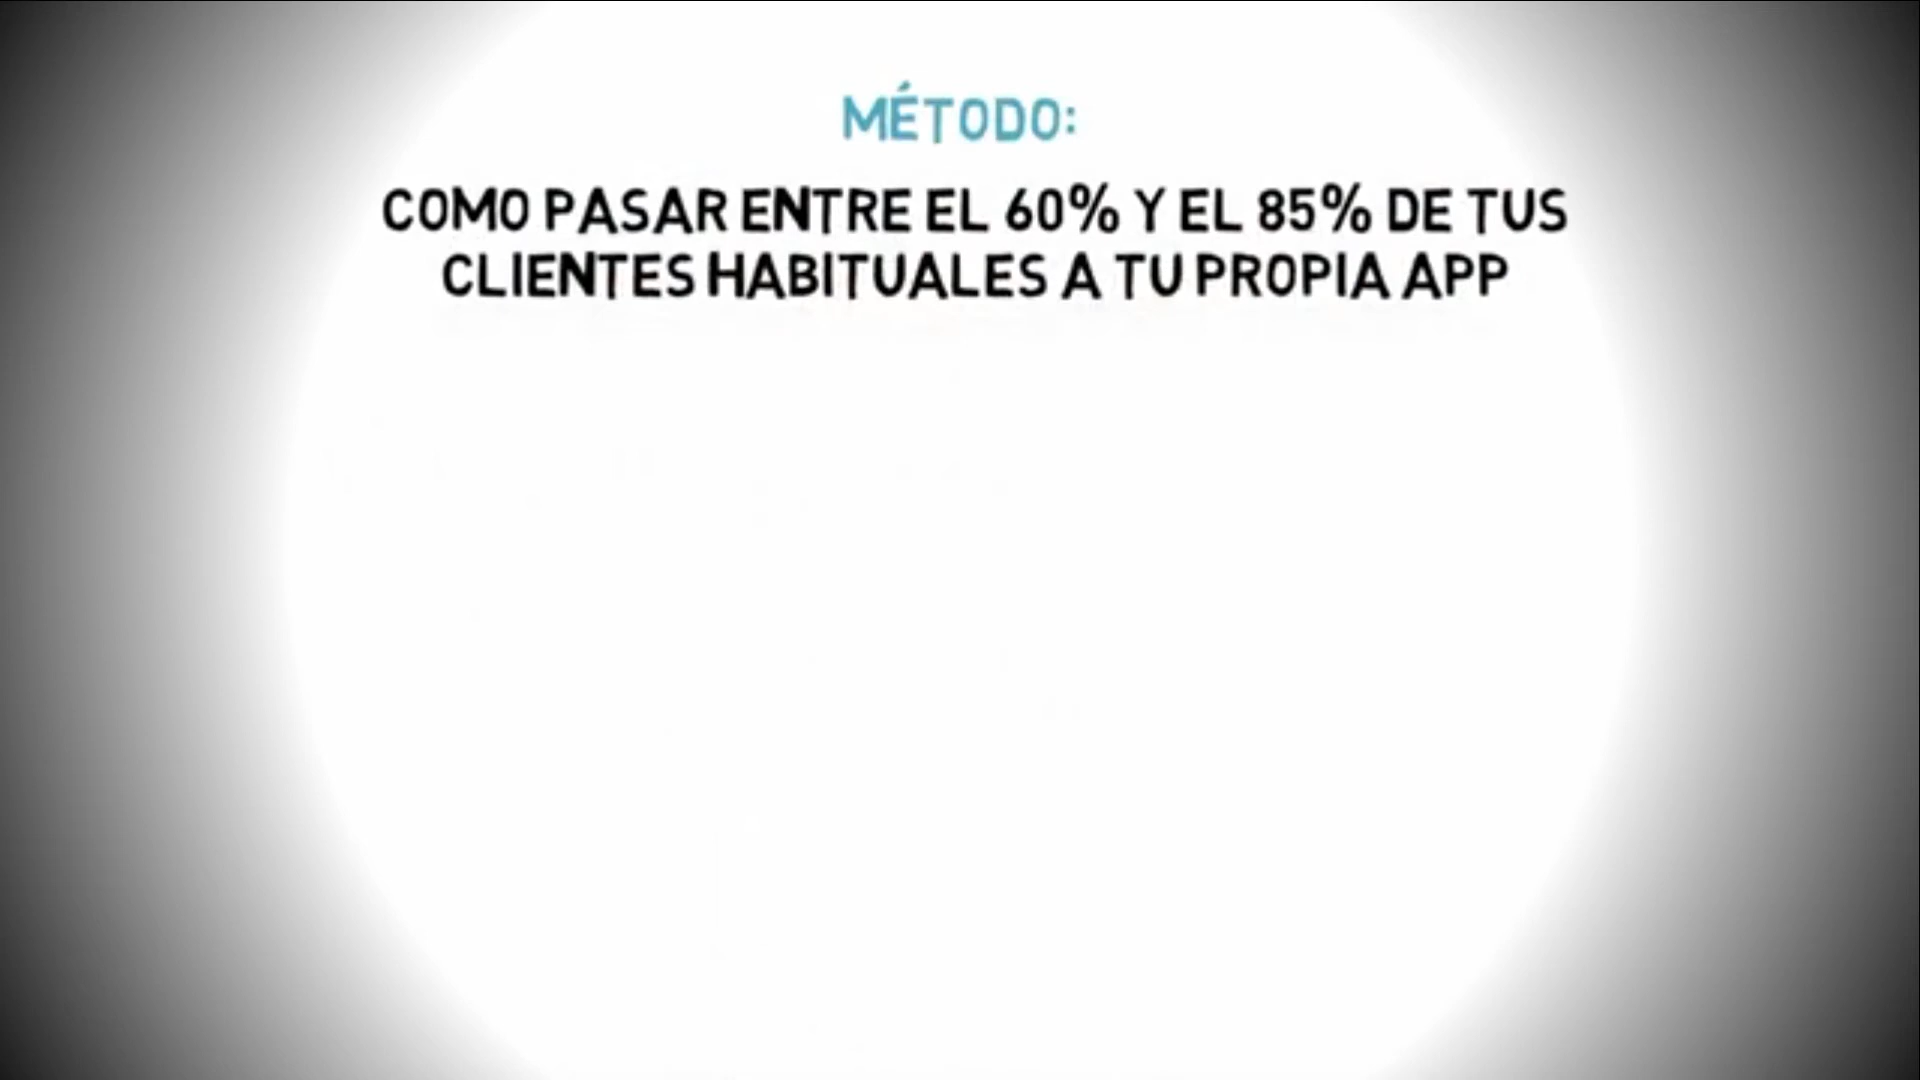 MÉTODO:
COMO PASAR ENTRE EL 60% Y EL 85% DE TUS
CLIENTES HABITUALES A TU PROPIA APP